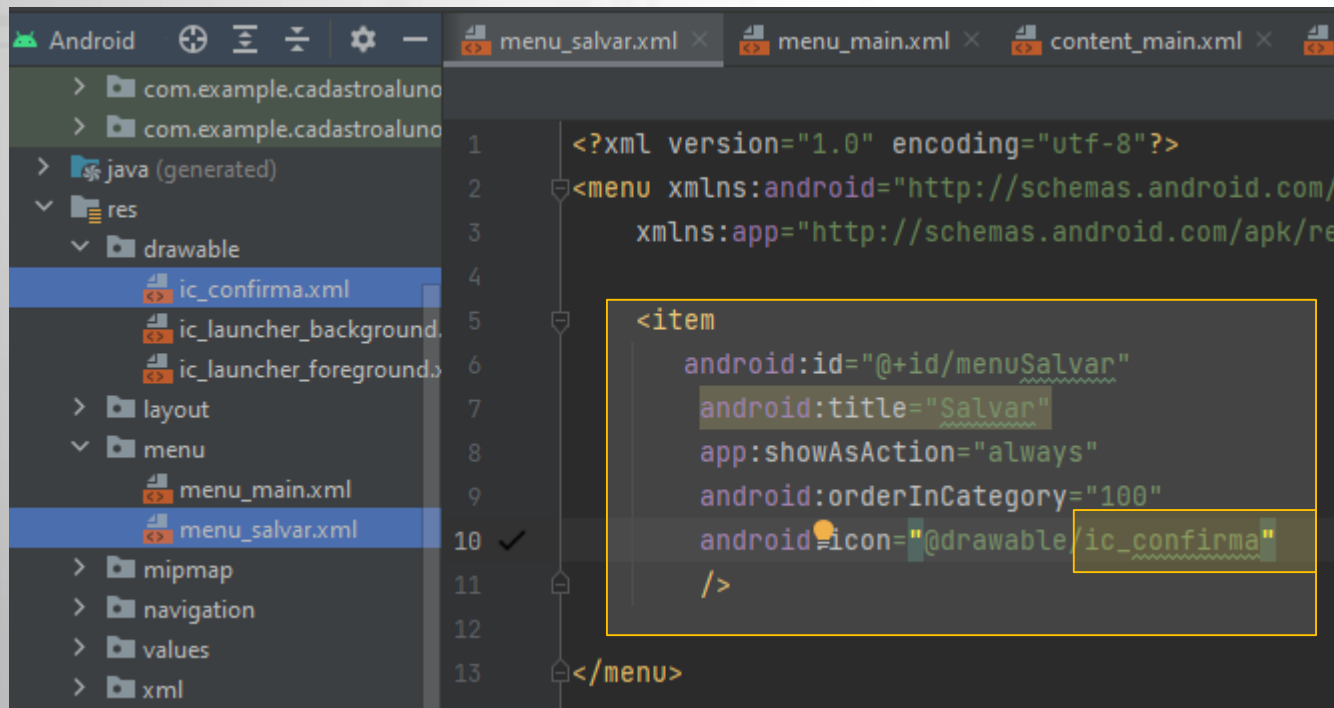 Android
menu_salvar.xml
menu_main.xml
content_main.xml
com.example.cadastroaluno
com.example.cadastroaluno
java (generated)
res
drawable
ic_confirma.xml
ic_launcher_background.
ic_launcher_foreground.x
layout
menu
menu_main.xml
menu_salvar.xml
mipmap
navigation
values
xml
1 <?xml version="1.0" encoding="utf-8"?>
2 <menu xmlns:android="http://schemas.android.com/
3 xmlns:app="http://schemas.android.com/apk/re
4
5 <item
6 android:id="@+id/menuSalvar"
7 android:title="Salvar"
8 app:showAsAction="always"
9 android:orderInCategory="100"
10 android:icon="@drawable/ic_confirma"
11 />
12
13 </menu>